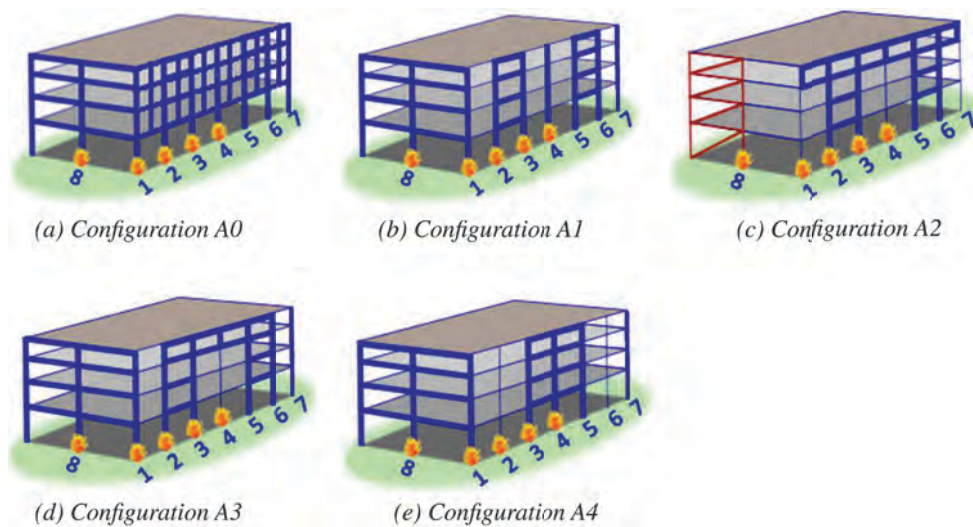 8 1 2 3 4 5 6 7
(a) Configuration A0
8 1 2 3 4 5 6 7
(b) Configuration A1
8 1 2 3 4 5 6 7
(c) Configuration A2
8 1 2 3 4 5 6 7
(d) Configuration A3
8 1 2 3 4 5 6 7
(e) Configuration A4